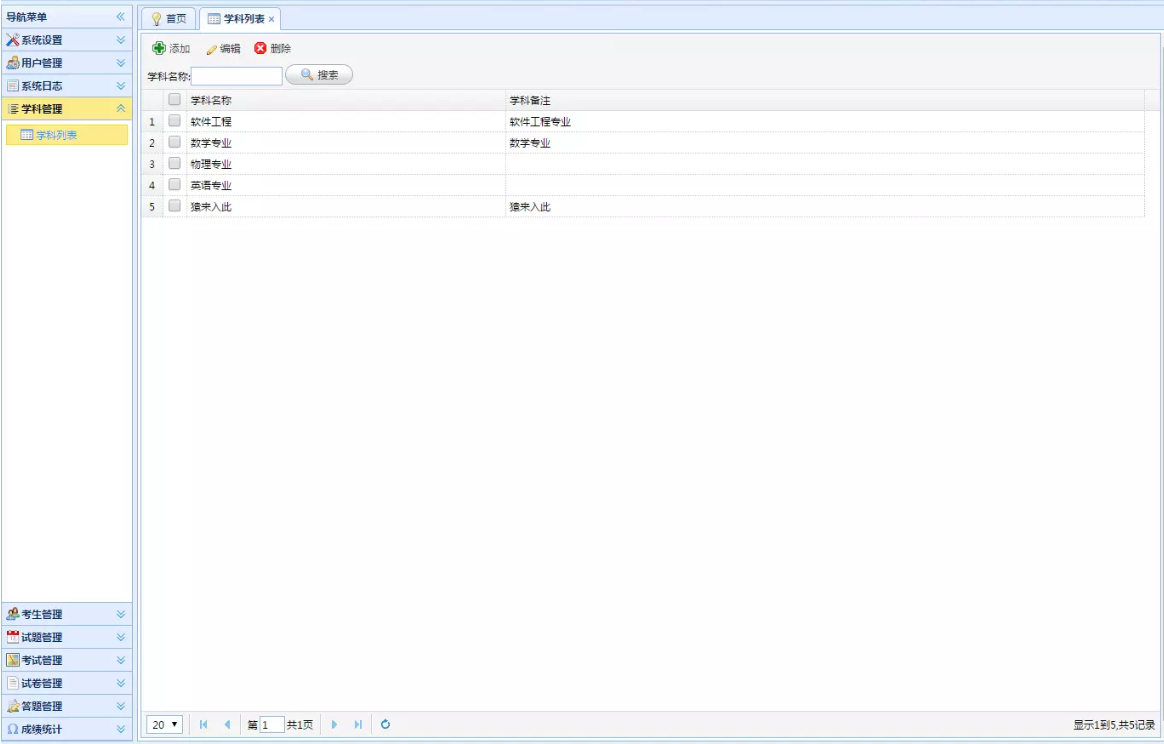 导航菜单
系统设置
用户管理
系统日志
学科管理
学科列表
考生管理
试题管理
考试管理
试卷管理
答题管理
成绩统计
首页 学科列表
添加 编辑 删除
学科名称: 搜索
学科名称 学科备注
1 软件工程 软件工程专业
2 数学专业 数学专业
3 物理专业
4 英语专业
5 猿来入此 猿来入此
20 第 1 共1页 显示1到5,共5记录